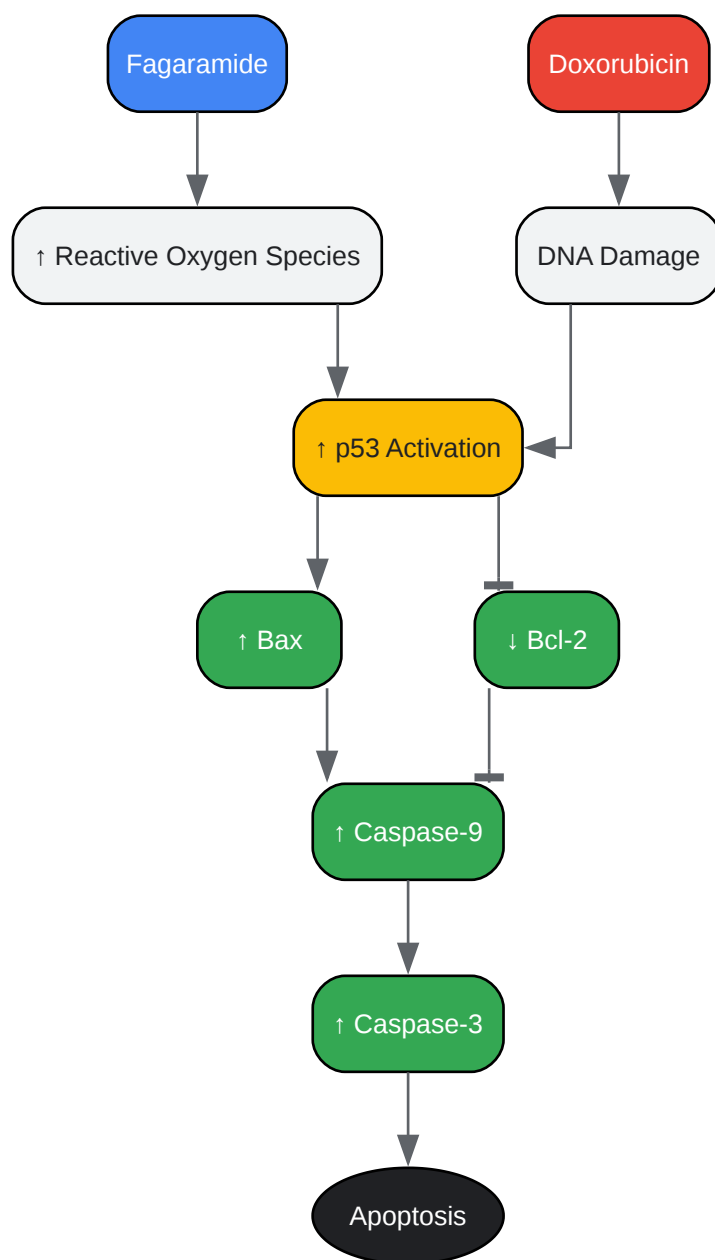 Fagaramide
Doxorubicin
↑ Reactive Oxygen Species
DNA Damage
↑ p53 Activation
↑ Bax
↓ Bcl-2
↑ Caspase-9
↑ Caspase-3
Apoptosis